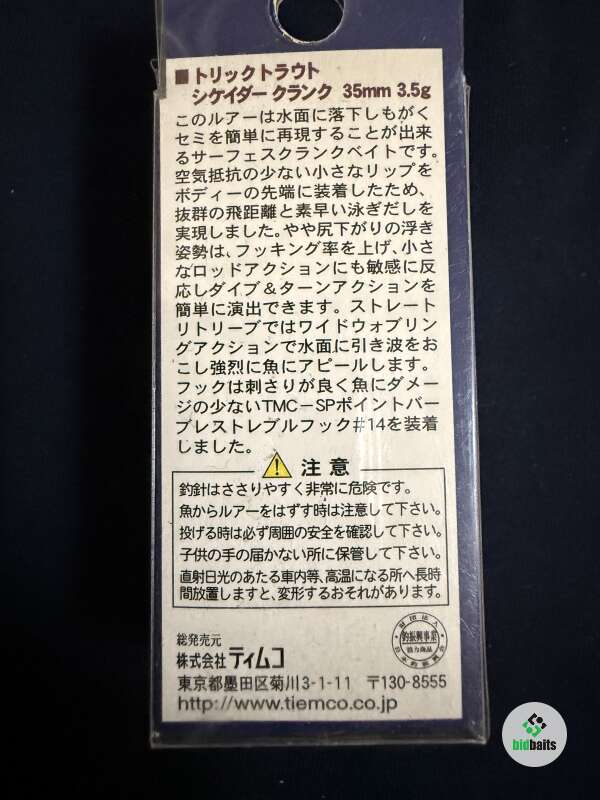 ■トリックトラウト
シケイダークランク 35mm 3.5g
このルアーは水面に落下しもがく
セミを簡単に再現することが出来
るサーフェスクランクベイトです。
空気抵抗の少ない小さなリップを
ボディーの先端に装着したため、
抜群の飛距離と素早い泳ぎだしを
実現しました。やや尻下がりの浮き
姿勢は、フッキング率を上げ、小さ
なロッドアクションにも敏感に反
応しダイブ&ターンアクションを
簡単に演出できます。ストレート
リトリーブではワイドウォブリン
グアクションで水面に引き波をお
こし強烈に魚にアピールします。
フックは刺さりが良く魚にダメー
ジの少ないTMC-SPポイントバー
ブレストレブルフック#14を装着
しました。
注意
釣針はささりやすく非常に危険です。
魚からルアーをはずす時は注意して下さい。
投げる時は必ず周囲の安全を確認して下さい。
子供の手の届かない所に保管して下さい。
直射日光のあたる車内等、高温になる所へ長時
間放置しますと、変形するおそれがあります。
総発売元
株式会社ティムコ
東京都墨田区菊川3-1-11 〒130-8555
http://www.tiemco.co.jp
財団法人
釣振興事業
協力商品
日本釣振興会
bidbaits